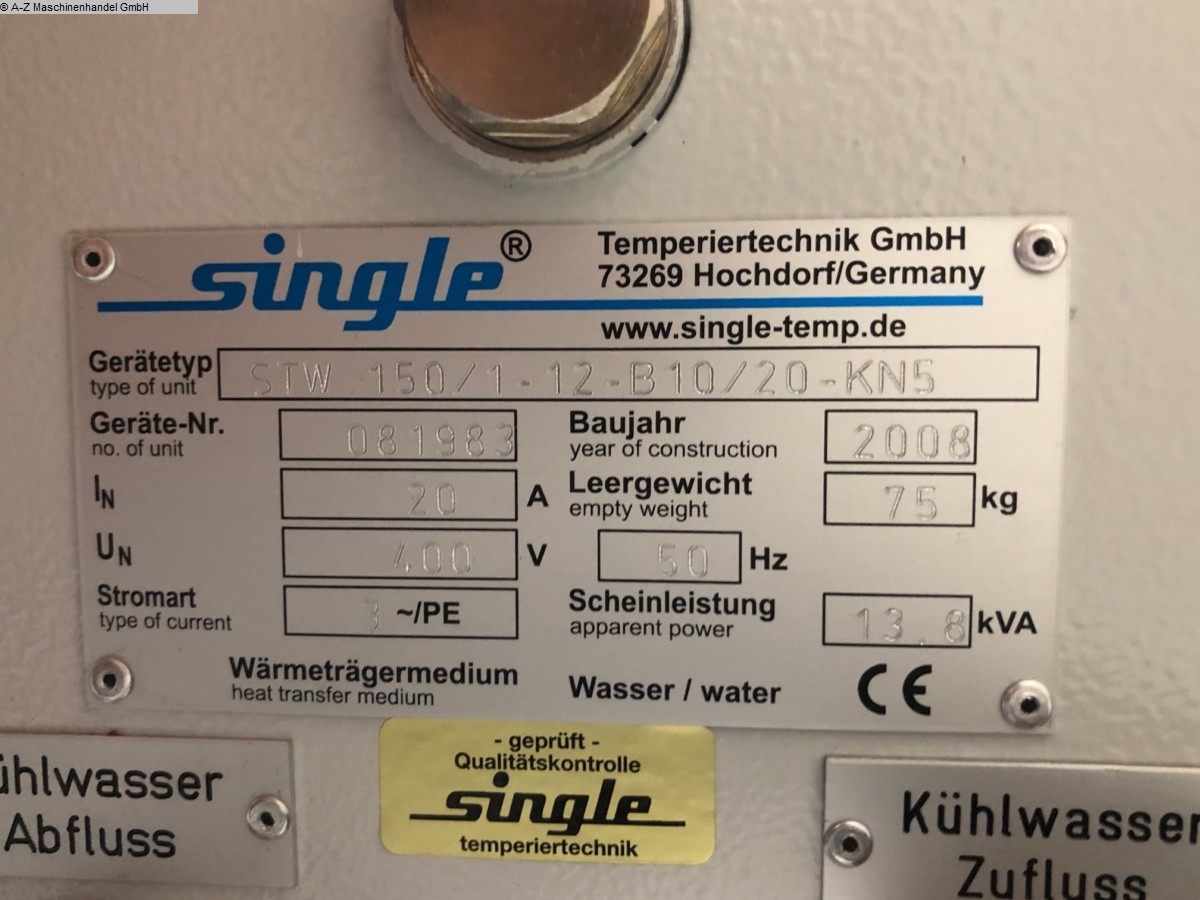 © A-Z Maschinenhandel GmbH
single®
Temperiertechnik GmbH
73269 Hochdorf/Germany
www.single-temp.de
Gerätetyp STW 150/1-12-B10/20-KN5
type of unit
Geräte-Nr. 081983 Baujahr 2008
no. of unit year of construction
IN 20 A Leergewicht 75 kg
empty weight
UN 400 V 50 Hz
Stromart 3 ~/PE Scheinleistung 13.8 kVA
type of current apparent power
Wärmeträgermedium Wasser / water CE
heat transfer medium
- geprüft -
Qualitätskontrolle
single
temperiertechnik
ühlwasser
Abfluss
Kühlwasser
Zufluss